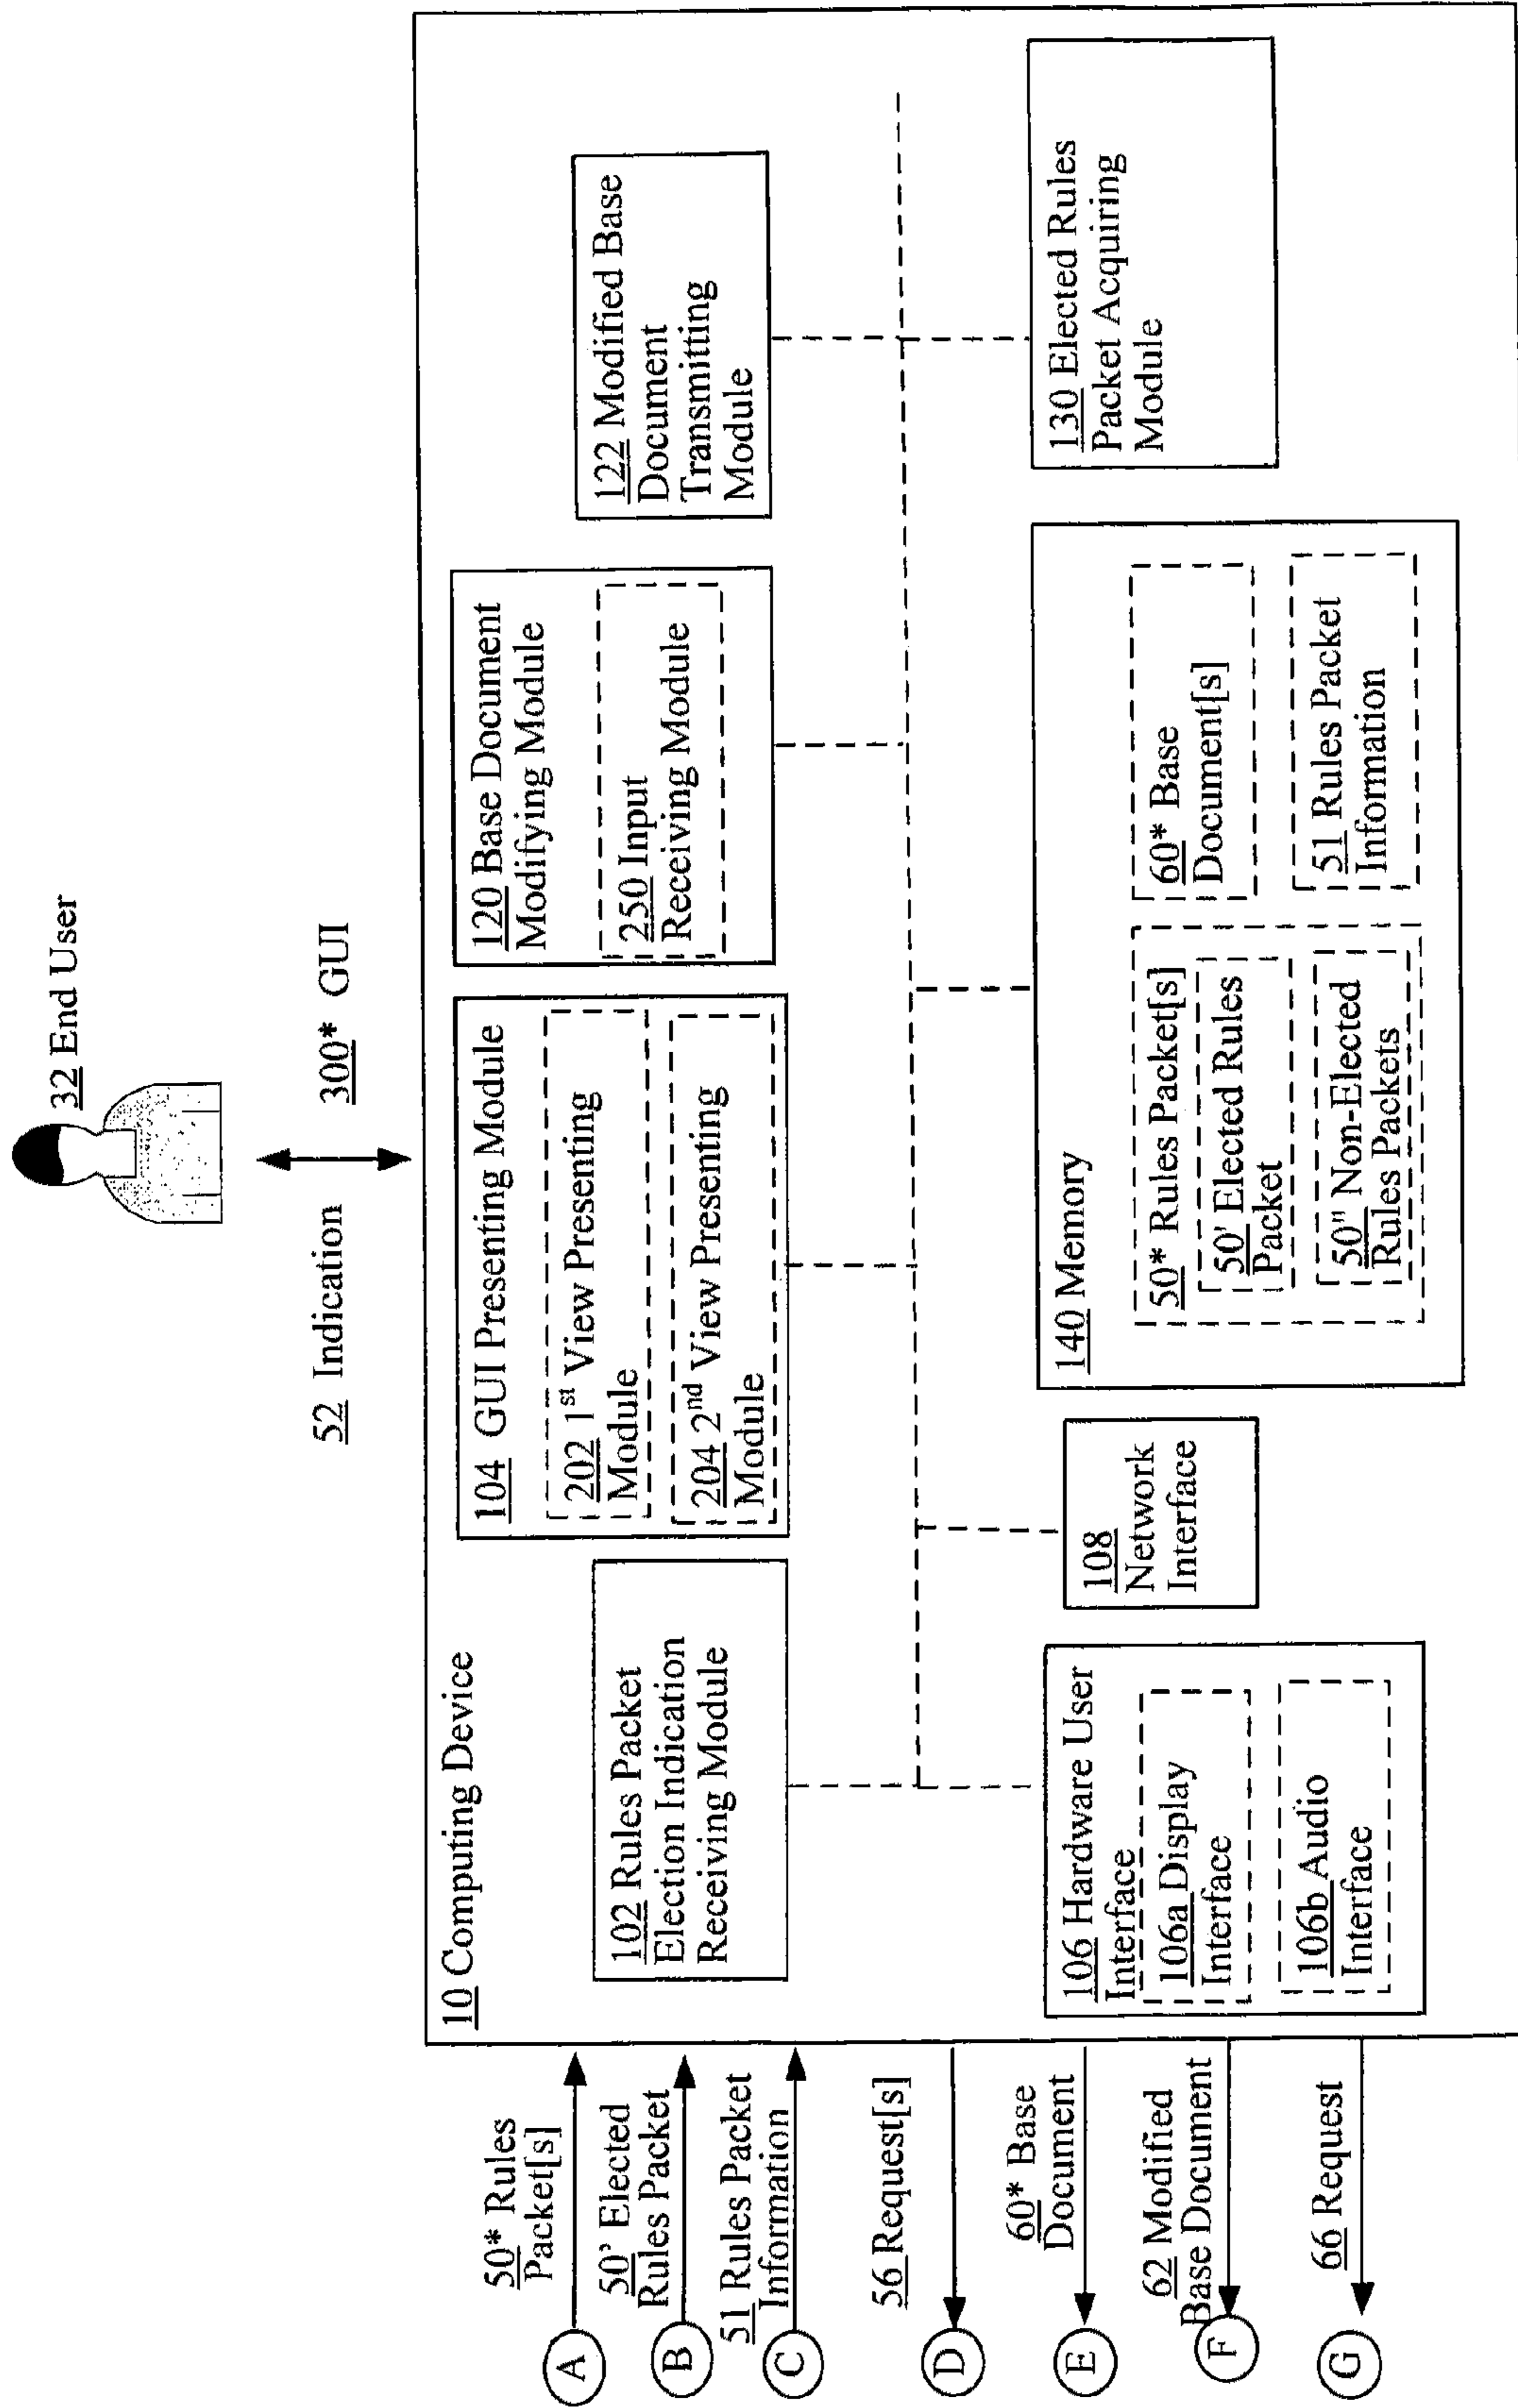 32 End User
52 Indication
300* GUI
10 Computing Device
102 Rules Packet
Election Indication
Receiving Module
104 GUI Presenting Module
202 1st View Presenting
Module
204 2nd View Presenting
Module
120 Base Document
Modifying Module
250 Input
Receiving Module
122 Modified Base
Document
Transmitting
Module
106 Hardware User
Interface
106a Display
Interface
106b Audio
Interface
108
Network
Interface
140 Memory
50* Rules Packet[s]
50' Elected Rules
Packet
50" Non-Elected
Rules Packets
60* Base
Document[s]
51 Rules Packet
Information
130 Elected Rules
Packet Acquiring
Module
50* Rules
Packet[s]
A
50’ Elected
Rules Packet
B
51 Rules Packet
Information
C
56 Request[s]
D
60* Base
Document
E
62 Modified
Base Document
F
66 Request
G